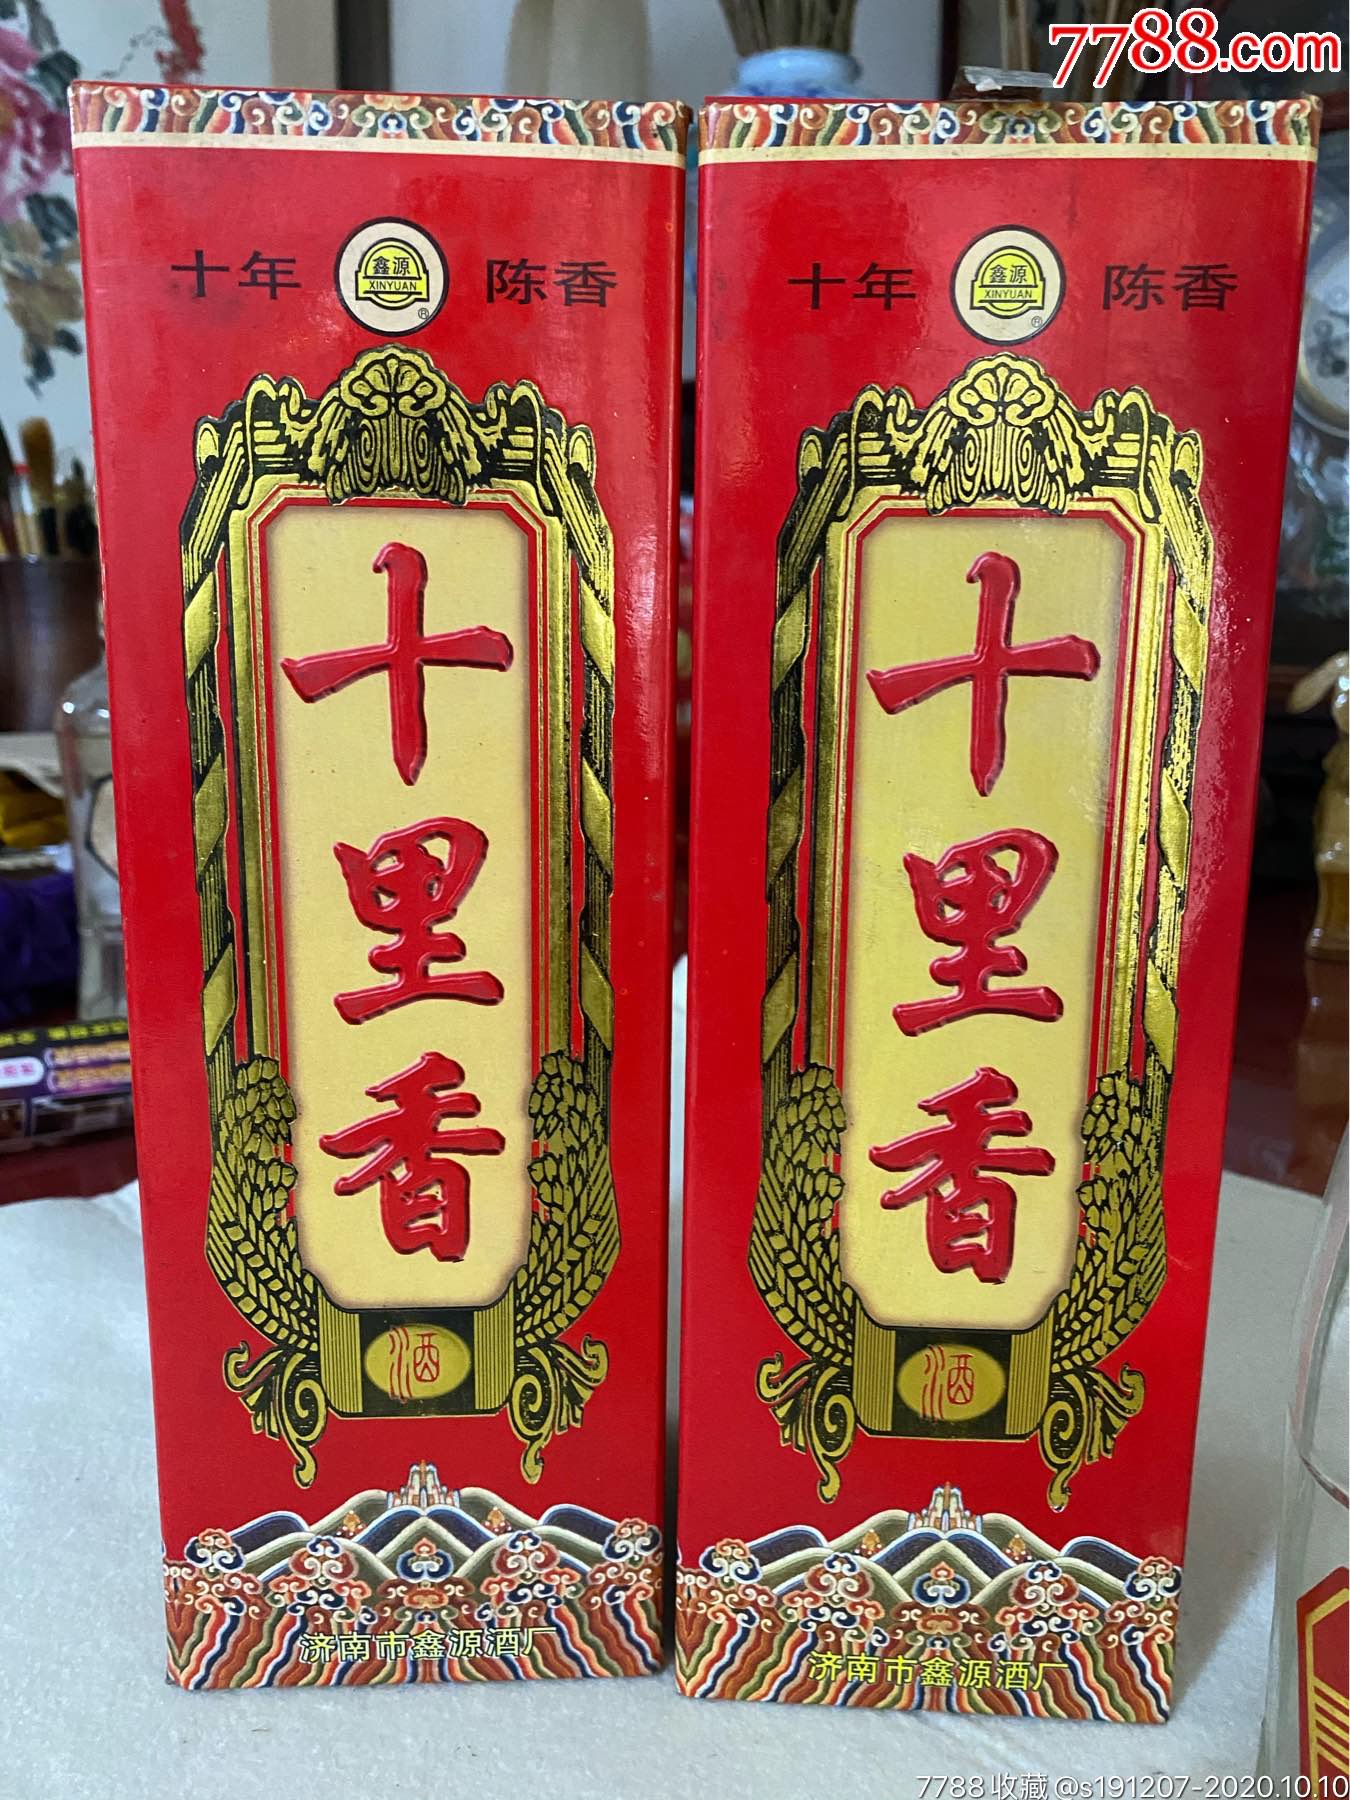 7788.com
十年 鑫源 陈香
XINYUAN
®
十里香
酒
济南市鑫源酒厂
十年 鑫源 陈香
XINYUAN
®
十里香
酒
济南市鑫源酒厂
7788收藏@s191207-2020.10.10